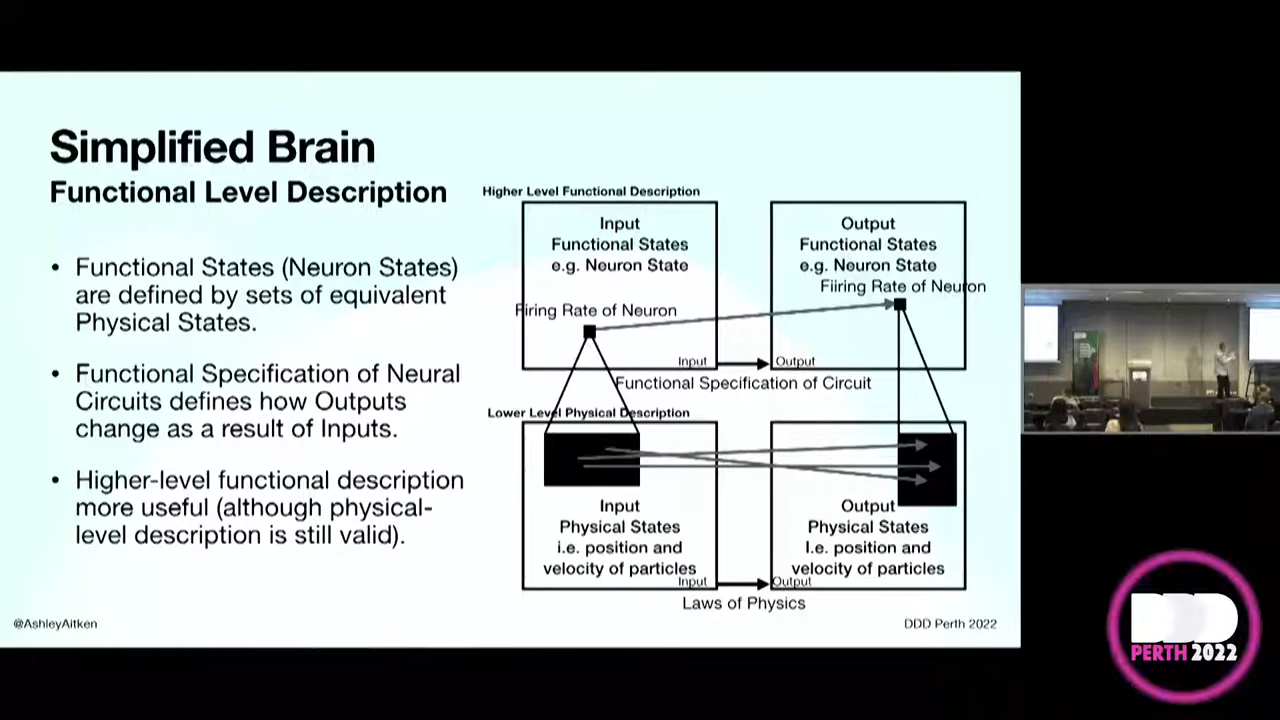 Simplified Brain
Functional Level Description
• Functional States (Neuron States)
are defined by sets of equivalent
Physical States.
• Functional Specification of Neural
Circuits defines how Outputs
change as a result of Inputs.
• Higher-level functional description
more useful (although physical-
level description is still valid).
Higher Level Functional Description
Input
Functional States
e.g. Neuron State
Firing Rate of Neuron
Input
Output
Functional States
e.g. Neuron State
Fiiring Rate of Neuron
Output
Functional Specification of Circuit
Lower Level Physical Description
Input
Physical States
i.e. position and
velocity of particles
Input
Output
Physical States
I.e. position and
velocity of particles
Output
Laws of Physics
@AshleyAitken
DDD Perth 2022
DDD
PERTH 2022